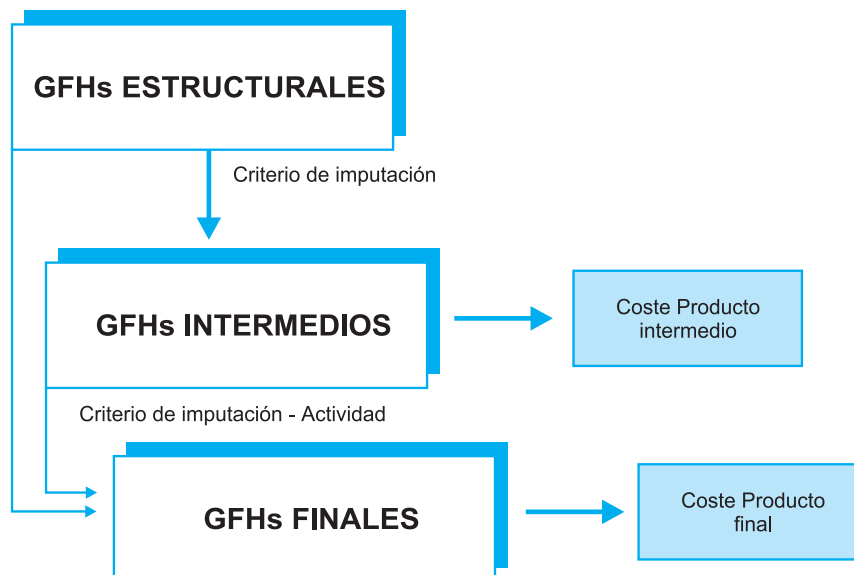 GFHs ESTRUCTURALES
Criterio de imputación
GFHs INTERMEDIOS
Coste Producto
intermedio
Criterio de imputación - Actividad
GFHs FINALES
Coste Producto
final